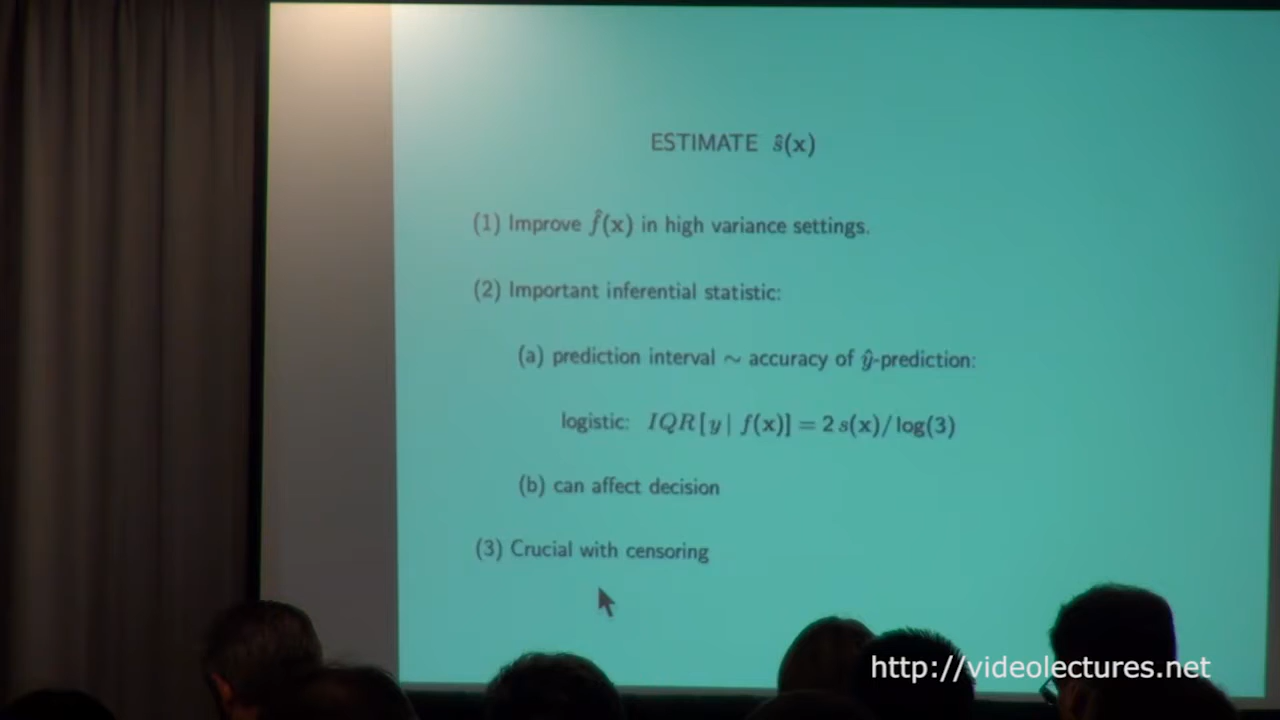 ESTIMATE ŝ(x)
(1) Improve f̂(x) in high variance settings.
(2) Important inferential statistic:
(a) prediction interval ~ accuracy of ŷ-prediction:
logistic: IQR[y | f(x)] = 2 s(x)/ log(3)
(b) can affect decision
(3) Crucial with censoring
http://videolectures.net